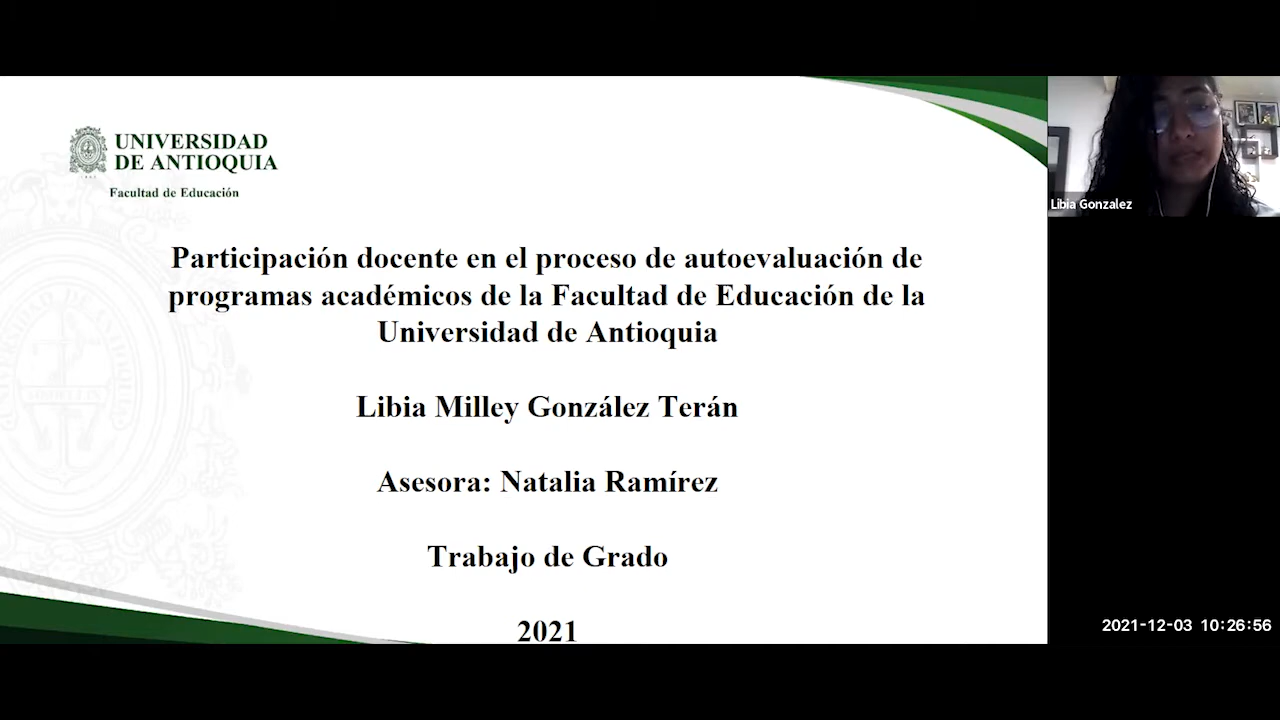 UNIVERSIDAD
DE ANTIOQUIA
Facultad de Educación
Participación docente en el proceso de autoevaluación de
programas académicos de la Facultad de Educación de la
Universidad de Antioquia
Libia Milley González Terán
Asesora: Natalia Ramírez
Trabajo de Grado
2021
Libia Gonzalez
2021-12-03 10:26:56